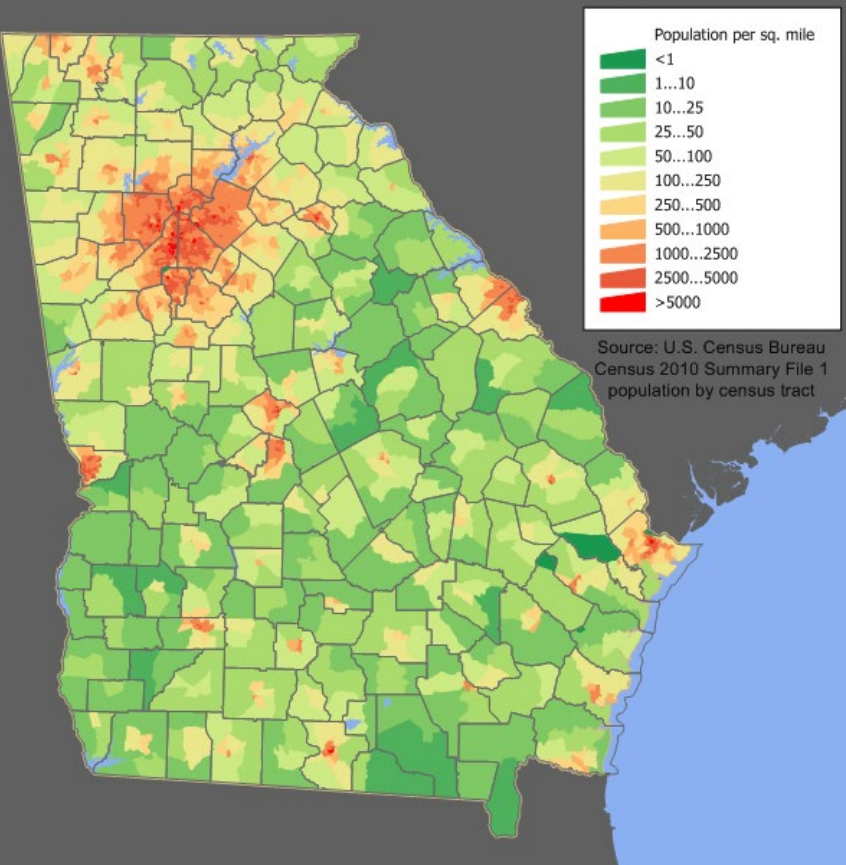 Population per sq. mile
<1
1...10
10...25
25...50
50...100
100...250
250...500
500...1000
1000...2500
2500...5000
>5000
Source: U.S. Census Bureau
Census 2010 Summary File 1
population by census tract